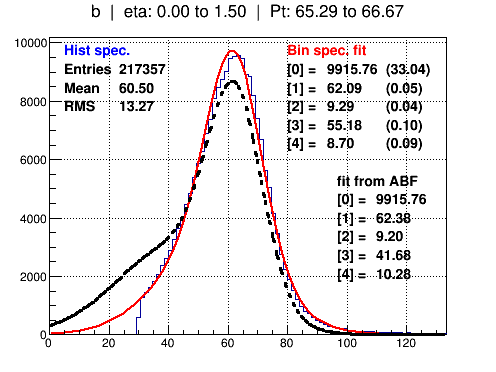 b | eta: 0.00 to 1.50 | Pt: 65.29 to 66.67
Hist spec.
Entries 217357
Mean 60.50
RMS 13.27
Bin spec. fit
[0] = 9915.76 (33.04)
[1] = 62.09 (0.05)
[2] = 9.29 (0.04)
[3] = 55.18 (0.10)
[4] = 8.70 (0.09)
fit from ABF
[0] = 9915.76
[1] = 62.38
[2] = 9.20
[3] = 41.68
[4] = 10.28
10000
8000
6000
4000
2000
0
0 20 40 60 80 100 120